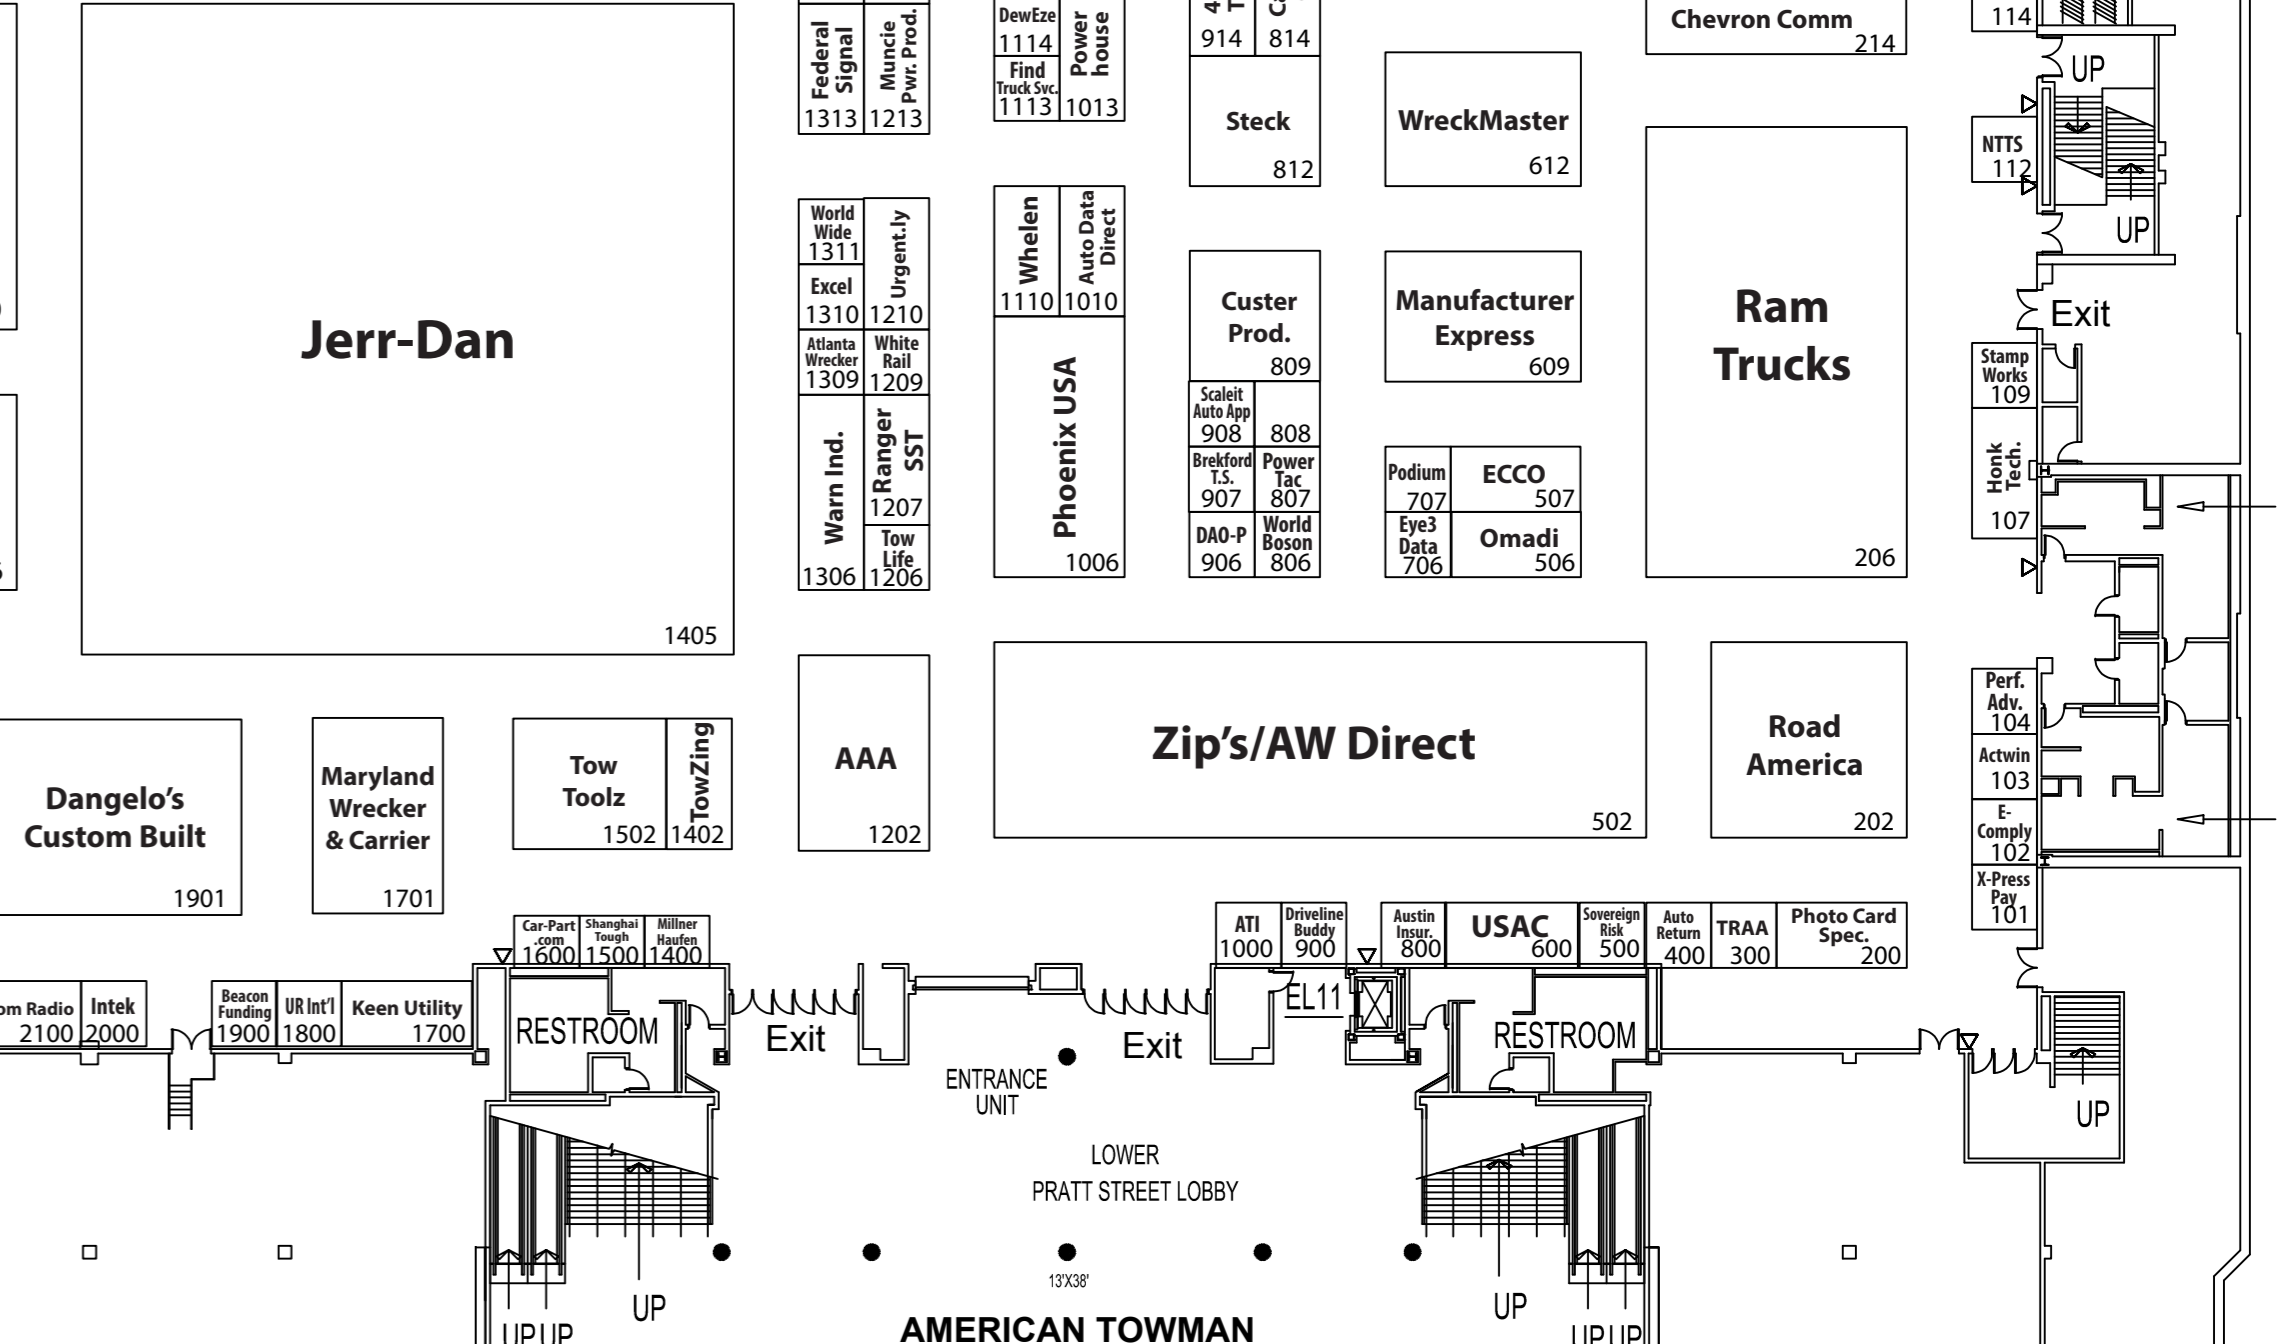 Jerr-Dan
1405
Federal
Signal
1313
Muncie
Pwr. Prod.
1213
DewEze
1114
Find
Truck Svc.
1113
Power
house
1013
4
T
914
Ca
814
Steck
812
WreckMaster
612
Chevron Comm
214
114
UP
NTTS
112
UP
World
Wide
1311
Urgent.ly
1210
Excel
1310
Atlanta
Wrecker
1309
White
Rail
1209
Warn Ind.
1306
Ranger
SST
1207
Tow
Life
1206
Whelen
1110
Auto Data
Direct
1010
Phoenix USA
1006
Custer
Prod.
809
Scaleit
Auto App
908
808
Brekford
T.S.
907
Power
Tac
807
DAO-P
906
World
Boson
806
Manufacturer
Express
609
Podium
707
ECCO
507
Eye3
Data
706
Omadi
506
Ram
Trucks
206
Exit
Stamp
Works
109
Honk
Tech.
107
Dangelo’s
Custom Built
1901
Maryland
Wrecker
& Carrier
1701
Tow
Toolz
1502
TowZing
1402
AAA
1202
Zip’s/AW Direct
502
Road
America
202
Perf.
Adv.
104
Actwin
103
E-
Comply
102
X-Press
Pay
101
Car-Part
.com
1600
Shanghai
Tough
1500
Millner
Haufen
1400
ATI
1000
Driveline
Buddy
900
Austin
Insur.
800
USAC
600
Sovereign
Risk
500
Auto
Return
400
TRAA
300
Photo Card
Spec.
200
om Radio
2100
Intek
2000
Beacon
Funding
1900
UR Int’l
1800
Keen Utility
1700
RESTROOM
Exit
Exit
EL11
RESTROOM
ENTRANCE
UNIT
UP
LOWER
PRATT STREET LOBBY
13'X38'
UP
UP
UP UP
UP UP
AMERICAN TOWMAN